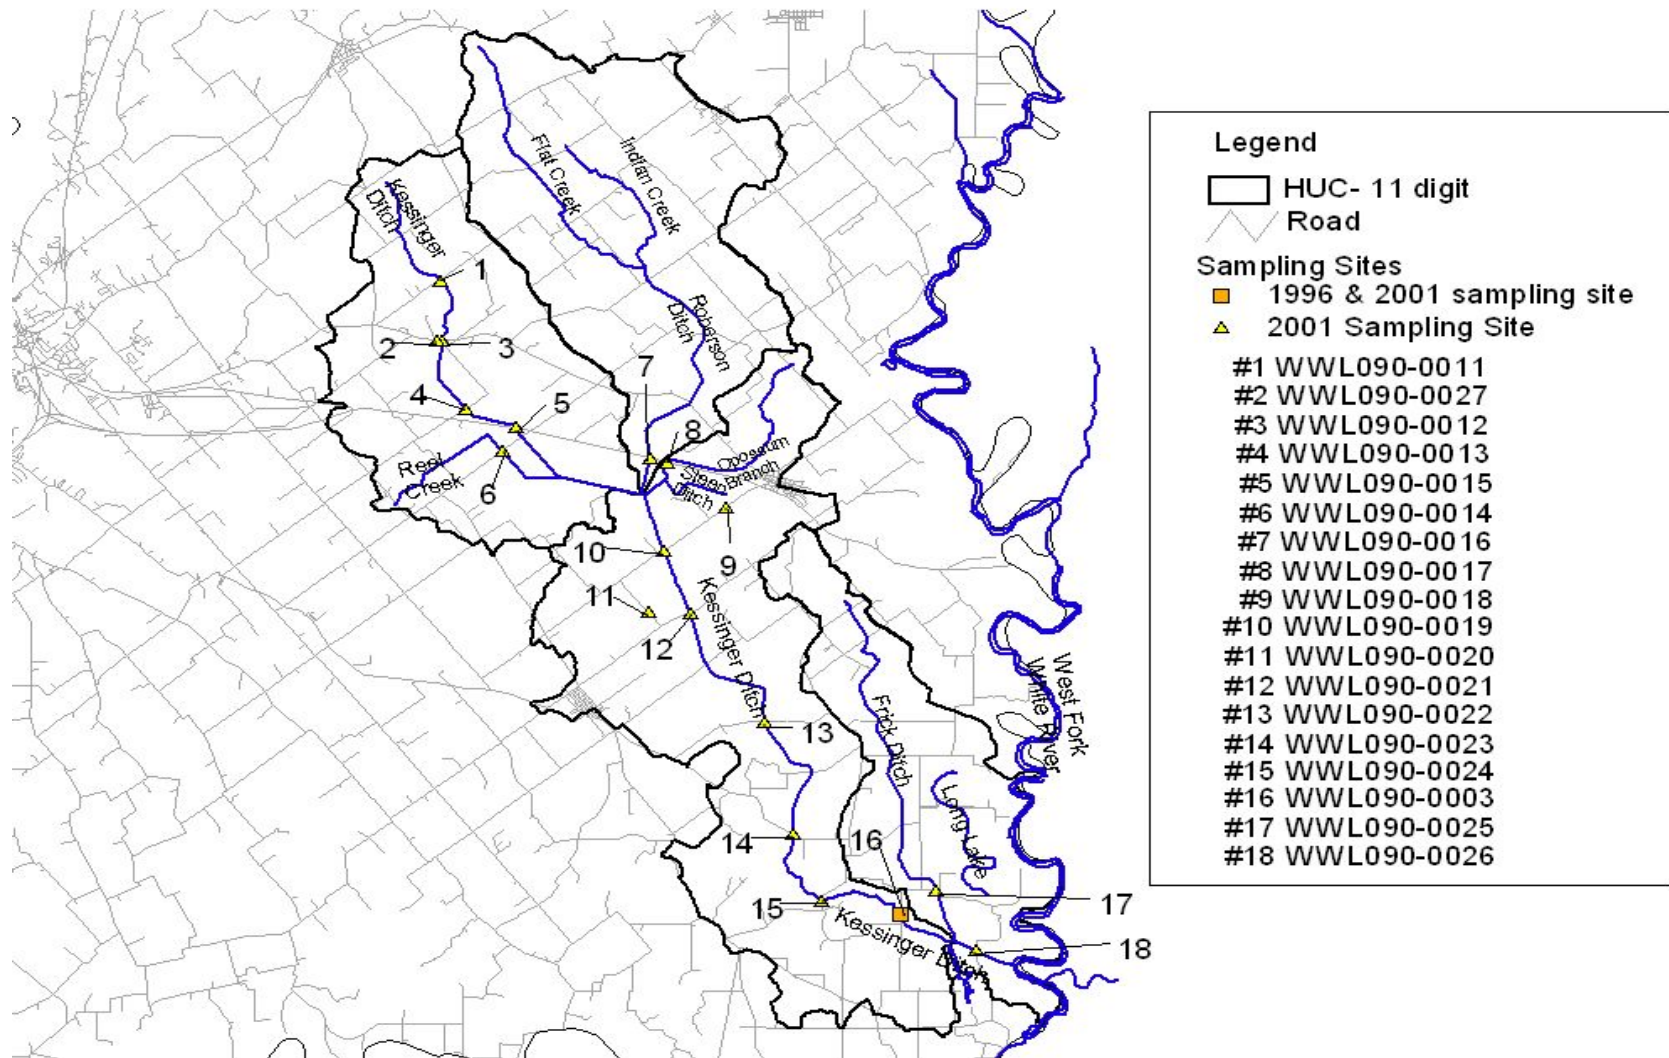 Flat Creek
Indian Creek
Kessinger
Ditch
1
Roberson
Ditch
2
3
7
4
5
8
Opossum
Branch
Steen
Ditch
Reel
Creek
6
9
10
11
12
Kessinger Ditch
13
Frick Ditch
West Fork
White River
Long Lake
14
16
15
17
Kessinger Ditch
18
Legend
HUC- 11 digit
Road
Sampling Sites
1996 & 2001 sampling site
2001 Sampling Site
#1 WWL090-0011
#2 WWL090-0027
#3 WWL090-0012
#4 WWL090-0013
#5 WWL090-0015
#6 WWL090-0014
#7 WWL090-0016
#8 WWL090-0017
#9 WWL090-0018
#10 WWL090-0019
#11 WWL090-0020
#12 WWL090-0021
#13 WWL090-0022
#14 WWL090-0023
#15 WWL090-0024
#16 WWL090-0003
#17 WWL090-0025
#18 WWL090-0026